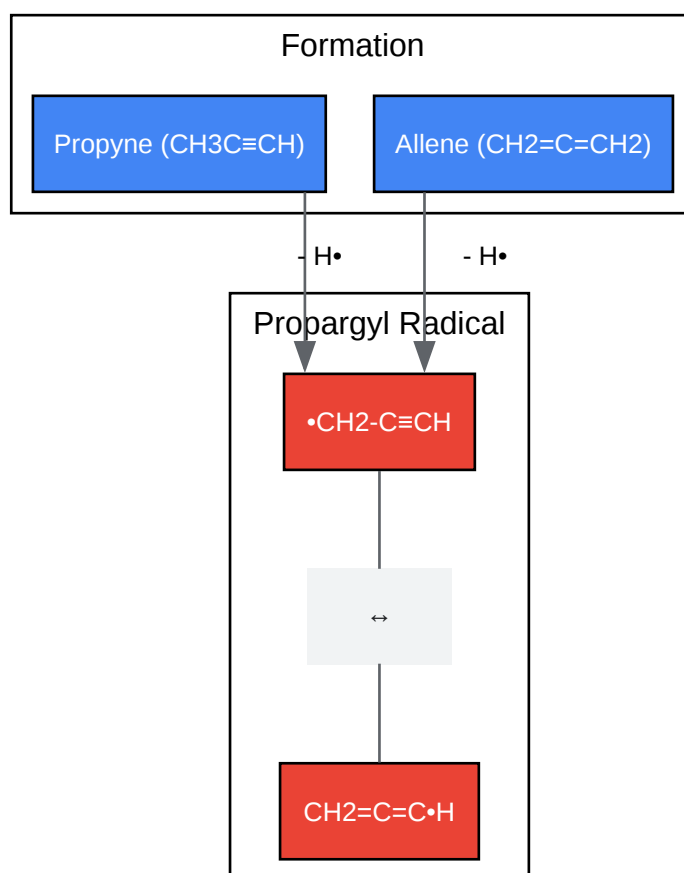 Formation
Propyne (CH3C≡CH)
Allene (CH2=C=CH2)
- H•
- H•
Propargyl Radical
•CH2-C≡CH
↔
CH2=C=C•H